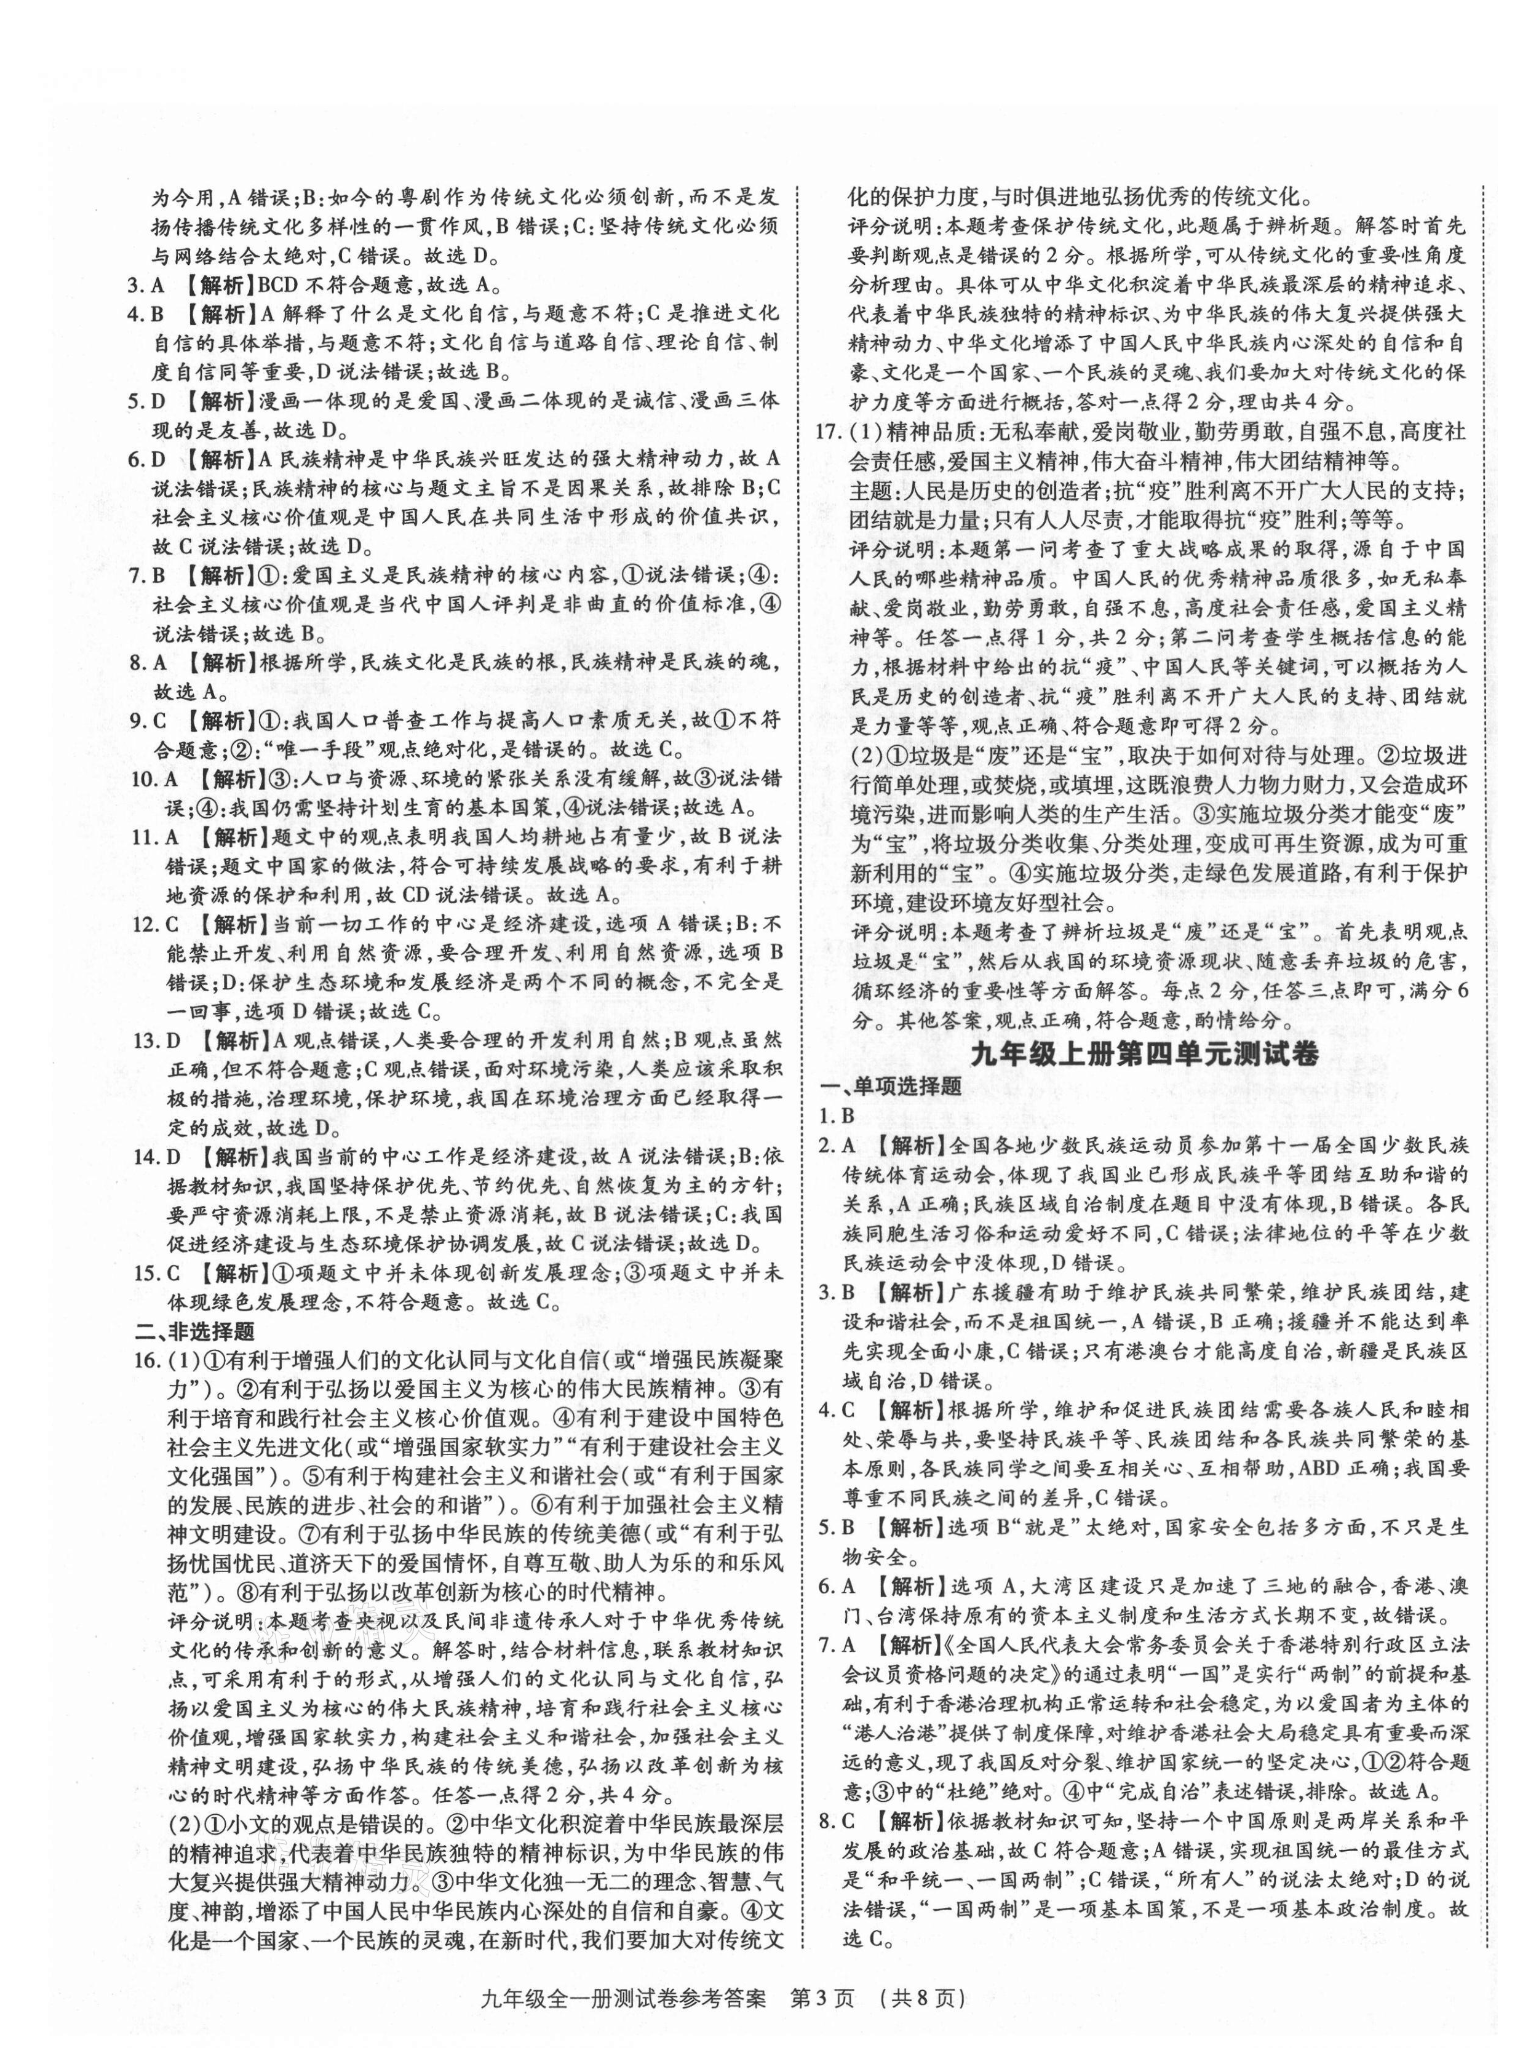 为今用,A错误;B:如今的粤剧作为传统文化必须创新,而不是发
扬传播传统文化多样性的一贯作风,B错误;C:坚持传统文化必须
与网络结合太绝对,C错误。故选D。
3. A 【解析】BCD不符合题意,故选A。
4. B 【解析】A解释了什么是文化自信,与题意不符;C是推进文化
自信的具体举措,与题意不符;文化自信与道路自信、理论自信、制
度自信同等重要,D说法错误;故选B。
5. D 【解析】漫画一体现的是爱国、漫画二体现的是诚信、漫画三体
现的是友善,故选D。
6. D 【解析】A民族精神是中华民族兴旺发达的强大精神动力,故A
说法错误;民族精神的核心与题文主旨不是因果关系,故排除B;C
社会主义核心价值观是中国人民在共同生活中形成的价值共识,
故C说法错误;故选D。
7. B 【解析】①:爱国主义是民族精神的核心内容,①说法错误;④:
社会主义核心价值观是当代中国人评判是非曲直的价值标准,④
说法错误;故选B。
8. A 【解析】根据所学,民族文化是民族的根,民族精神是民族的魂,
故选A。
9. C 【解析】①:我国人口普查工作与提高人口素质无关,故①不符
合题意;②:“唯一手段”观点绝对化,是错误的。故选C。
10. A 【解析】③:人口与资源、环境的紧张关系没有缓解,故③说法错
误;④:我国仍需坚持计划生育的基本国策,④说法错误;故选A。
11. A 【解析】题文中的观点表明我国人均耕地占有量少,故B说法
错误;题文中国家的做法,符合可持续发展战略的要求,有利于耕
地资源的保护和利用,故CD说法错误。故选A。
12. C 【解析】当前一切工作的中心是经济建设,选项A错误;B:不
能禁止开发、利用自然资源,要合理开发、利用自然资源,选项B
错误;D:保护生态环境和发展经济是两个不同的概念,不完全是
一回事,选项D错误;故选C。
13. D 【解析】A观点错误,人类要合理的开发利用自然;B观点虽然
正确,但不符合题意;C观点错误,面对环境污染,人类应该采取积
极的措施,治理环境,保护环境,我国在环境治理方面已经取得一
定的成效,故选D。
14. D 【解析】我国当前的中心工作是经济建设,故A说法错误;B:依
据教材知识,我国坚持保护优先、节约优先、自然恢复为主的方针;
要严守资源消耗上限,不是禁止资源消耗,故B说法错误;C:我国
促进经济建设与生态环境保护协调发展,故C说法错误;故选D。
15. C 【解析】①项题文中并未体现创新发展理念;③项题文中并未
体现绿色发展理念,不符合题意。故选C。
二、非选择题
16. (1)①有利于增强人们的文化认同与文化自信(或“增强民族凝聚
力”)。②有利于弘扬以爱国主义为核心的伟大民族精神。③有
利于培育和践行社会主义核心价值观。④有利于建设中国特色
社会主义先进文化(或“增强国家软实力”“有利于建设社会主义
文化强国”)。⑤有利于构建社会主义和谐社会(或“有利于国家
的发展、民族的进步、社会的和谐”)。⑥有利于加强社会主义精
神文明建设。⑦有利于弘扬中华民族的传统美德(或“有利于弘
扬忧国忧民、道济天下的爱国情怀,自尊互敬、助人为乐的和乐风
范”)。⑧有利于弘扬以改革创新为核心的时代精神。
评分说明:本题考查央视以及民间非遗传承人对于中华优秀传统
文化的传承和创新的意义。解答时,结合材料信息,联系教材知识
点,可采用有利于的形式,从增强人们的文化认同与文化自信,弘
扬以爱国主义为核心的伟大民族精神,培育和践行社会主义核心
价值观,增强国家软实力,构建社会主义和谐社会,加强社会主义
精神文明建设,弘扬中华民族的传统美德,弘扬以改革创新为核
心的时代精神等方面作答。任答一点得2分,共4分。
(2)①小文的观点是错误的。②中华文化积淀着中华民族最深层
的精神追求,代表着中华民族独特的精神标识,为中华民族的伟
大复兴提供强大精神动力。③中华文化独一无二的理念、智慧、气
度、神韵,增添了中国人民中华民族内心深处的自信和自豪。④文
化是一个国家、一个民族的灵魂,在新时代,我们要加大对传统文
化的保护力度,与时俱进地弘扬优秀的传统文化。
评分说明:本题考查保护传统文化,此题属于辨析题。解答时首先
要判断观点是错误的2分。根据所学,可从传统文化的重要性角度
分析理由。具体可从中华文化积淀着中华民族最深层的精神追求、
代表着中华民族独特的精神标识、为中华民族的伟大复兴提供强大
精神动力、中华文化增添了中国人民中华民族内心深处的自信和自
豪、文化是一个国家、一个民族的灵魂、我们要加大对传统文化的保
护力度等方面进行概括,答对一点得2分,理由共4分。
17. (1)精神品质:无私奉献,爱岗敬业,勤劳勇敢,自强不息,高度社
会责任感,爱国主义精神,伟大奋斗精神,伟大团结精神等。
主题:人民是历史的创造者;抗“疫”胜利离不开广大人民的支持;
团结就是力量;只有人人尽责,才能取得抗“疫”胜利;等等。
评分说明:本题第一问考查了重大战略成果的取得,源自于中国
人民的哪些精神品质。中国人民的优秀精神品质很多,如无私奉
献、爱岗敬业,勤劳勇敢,自强不息,高度社会责任感,爱国主义精
神等。任答一点得1分,共2分;第二问考查学生概括信息的能
力,根据材料中给出的抗“疫”、中国人民等关键词,可以概括为人
民是历史的创造者、抗“疫”胜利离不开广大人民的支持、团结就
是力量等等,观点正确、符合题意即可得2分。
(2)①垃圾是“废”还是“宝”,取决于如何对待与处理。②垃圾进
行简单处理,或焚烧,或填埋,这既浪费人力物力财力,又会造成环
境污染,进而影响人类的生产生活。③实施垃圾分类才能变“废”
为“宝”,将垃圾分类收集、分类处理,变成可再生资源,成为可重
新利用的“宝”。④实施垃圾分类,走绿色发展道路,有利于保护
环境,建设环境友好型社会。
评分说明:本题考查了辨析垃圾是“废”还是“宝”。首先表明观点
垃圾是“宝”,然后从我国的环境资源现状、随意丢弃垃圾的危害,
循环经济的重要性等方面解答。每点2分,任答三点即可,满分6
分。其他答案,观点正确,符合题意,酌情给分。
九年级上册第四单元测试卷
一、单项选择题
1. B
2. A 【解析】全国各地少数民族运动员参加第十一届全国少数民族
传统体育运动会,体现了我国业已形成民族平等团结互助和谐的
关系,A正确;民族区域自治制度在题目中没有体现,B错误。各民
族同胞生活习俗和运动爱好不同,C错误;法律地位的平等在少数
民族运动会中没体现,D错误。
3. B 【解析】广东援疆有助于维护民族共同繁荣,维护民族团结,建
设和谐社会,而不是祖国统一,A错误,B正确;援疆并不能达到率
先实现全面小康,C错误;只有港澳台才能高度自治,新疆是民族区
域自治,D错误。
4. C 【解析】根据所学,维护和促进民族团结需要各族人民和睦相
处、荣辱与共,要坚持民族平等、民族团结和各民族共同繁荣的基
本原则,各民族同学之间要互相关心、互相帮助,ABD正确;我国要
尊重不同民族之间的差异,C错误。
5. B 【解析】选项B“就是”太绝对,国家安全包括多方面,不只是生
物安全。
6. A 【解析】选项A,大湾区建设只是加速了三地的融合,香港、澳
门、台湾保持原有的资本主义制度和生活方式长期不变,故错误。
7. A 【解析】《全国人民代表大会常务委员会关于香港特别行政区立法
会议员资格问题的决定》的通过表明“一国”是实行“两制”的前提和基
础,有利于香港治理机构正常运转和社会稳定,为以爱国者为主体的
“港人治港”提供了制度保障,对维护香港社会大局稳定具有重要而深
远的意义,现了我国反对分裂、维护国家统一的坚定决心,①②符合题
意;③中的“杜绝”绝对。④中“完成自治”表述错误,排除。故选A。
8. C 【解析】依据教材知识可知,坚持一个中国原则是两岸关系和平
发展的政治基础,故C符合题意;A错误,实现祖国统一的最佳方式
是“和平统一、一国两制”;C错误,“所有人”的说法太绝对;D的说
法错误,“一国两制”是一项基本国策,不是一项基本政治制度。故
选C。
九年级全一册测试卷参考答案 第3页 (共8页)